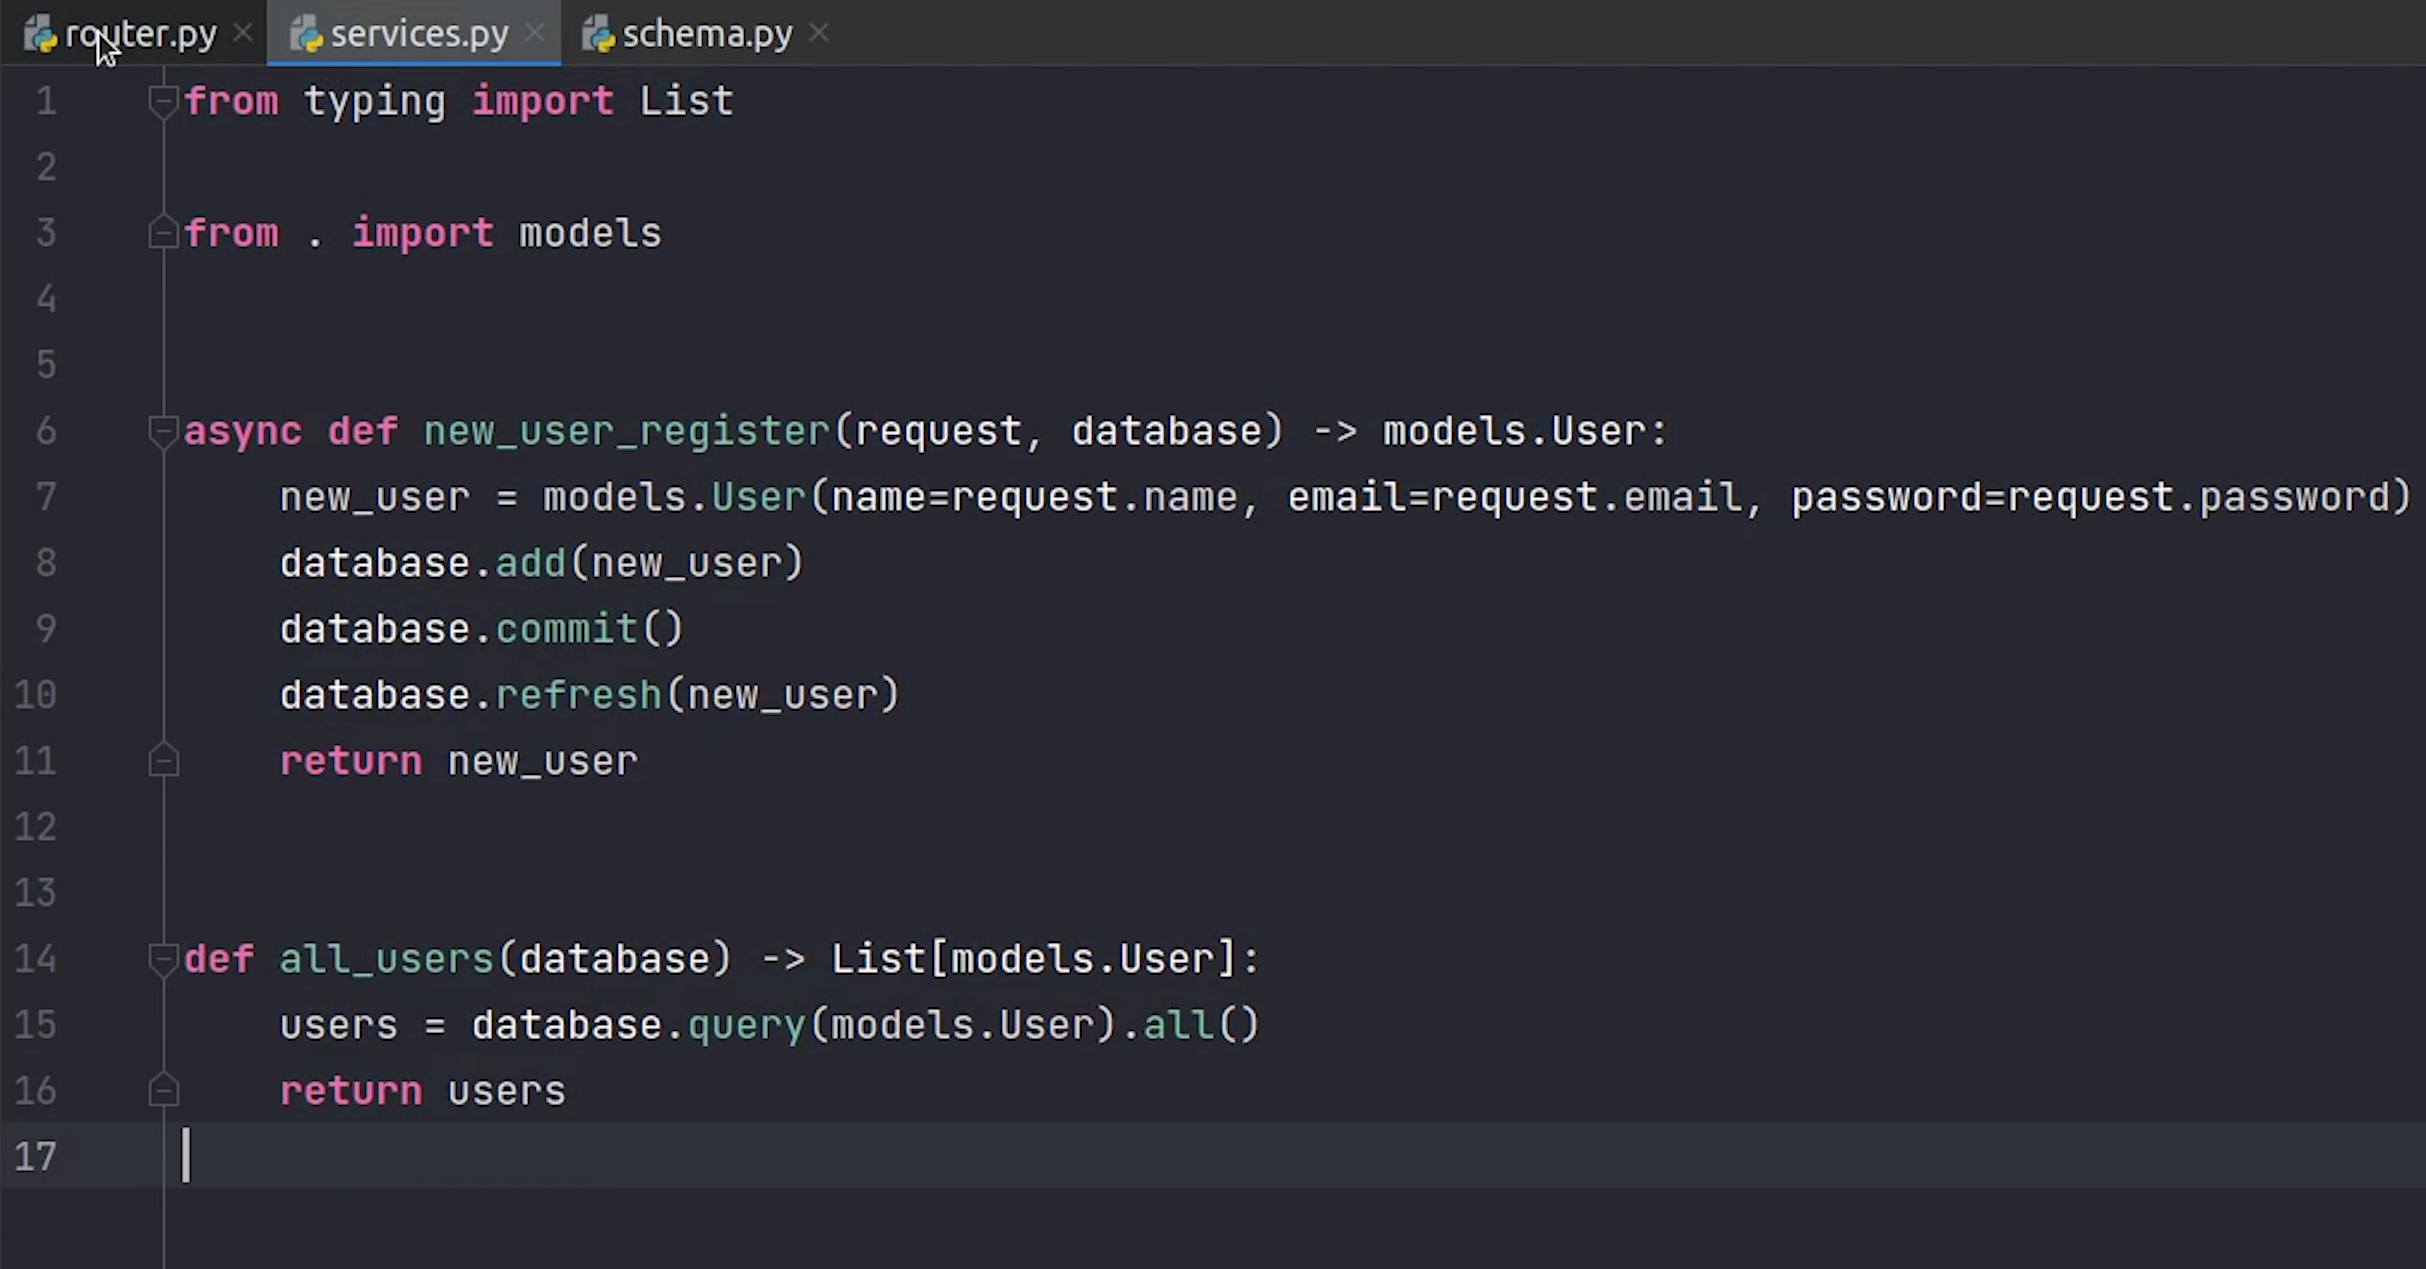 router.py services.py schema.py
1 from typing import List
2
3 from . import models
4
5
6 async def new_user_register(request, database) -> models.User:
7     new_user = models.User(name=request.name, email=request.email, password=request.password)
8     database.add(new_user)
9     database.commit()
10     database.refresh(new_user)
11     return new_user
12
13
14 def all_users(database) -> List[models.User]:
15     users = database.query(models.User).all()
16     return users
17